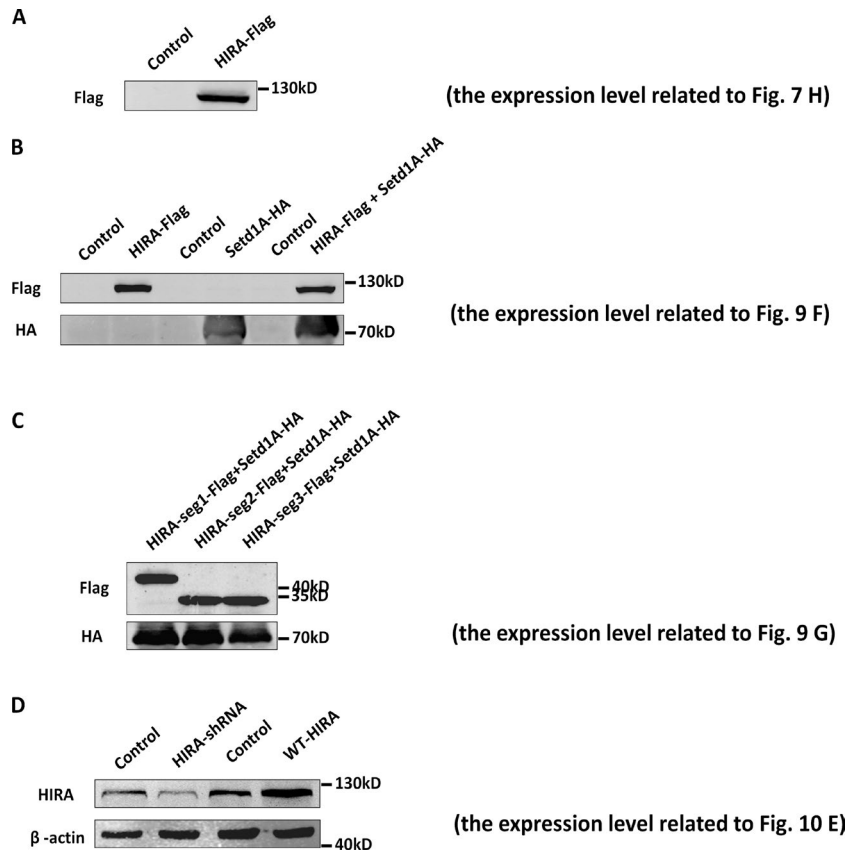 A
Control
HIRA-Flag
130kD
Flag
(the expression level related to Fig. 7 H)
B
Control
HIRA-Flag
Control
Setd1A-HA
Control
HIRA-Flag + Setd1A-HA
Flag
130kD
HA
70kD
(the expression level related to Fig. 9 F)
C
HIRA-seg1-Flag+Setd1A-HA
HIRA-seg2-Flag+Setd1A-HA
HIRA-seg3-Flag+Setd1A-HA
Flag
40kD
35kD
HA
70kD
(the expression level related to Fig. 9 G)
D
Control
HIRA-shRNA
Control
WT-HIRA
HIRA
130kD
β -actin
40kD
(the expression level related to Fig. 10 E)